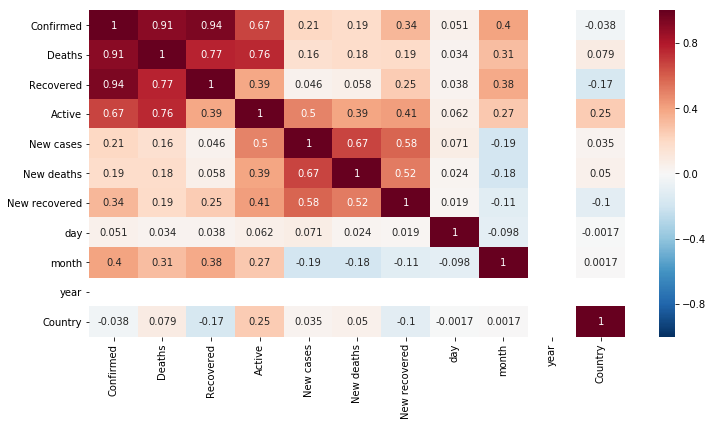 Confirmed 1 0.91 0.94 0.67 0.21 0.19 0.34 0.051 0.4 -0.038
Deaths 0.91 1 0.77 0.76 0.16 0.18 0.19 0.034 0.31 0.079
Recovered 0.94 0.77 1 0.39 0.046 0.058 0.25 0.038 0.38 -0.17
Active 0.67 0.76 0.39 1 0.5 0.39 0.41 0.062 0.27 0.25
New cases 0.21 0.16 0.046 0.5 1 0.67 0.58 0.071 -0.19 0.035
New deaths 0.19 0.18 0.058 0.39 0.67 1 0.52 0.024 -0.18 0.05
New recovered 0.34 0.19 0.25 0.41 0.58 0.52 1 0.019 -0.11 -0.1
day 0.051 0.034 0.038 0.062 0.071 0.024 0.019 1 -0.098 -0.0017
month 0.4 0.31 0.38 0.27 -0.19 -0.18 -0.11 -0.098 1 0.0017
year
Country -0.038 0.079 -0.17 0.25 0.035 0.05 -0.1 -0.0017 0.0017 1
Confirmed Deaths Recovered Active New cases New deaths New recovered day month year Country
0.8
0.4
0.0
-0.4
-0.8